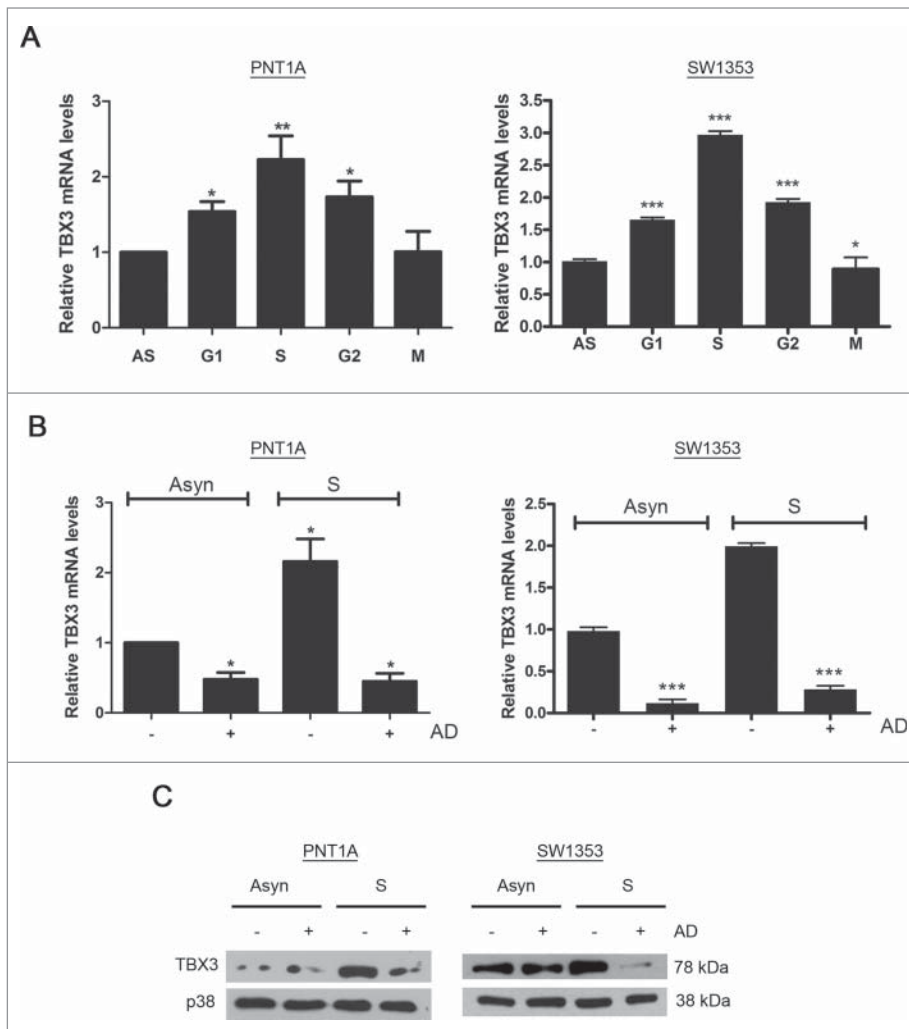 A
PNT1A
SW1353
Relative TBX3 mRNA levels
3
2
1
0
**
*
*
AS G1 S G2 M
Relative TBX3 mRNA levels
3.5
3.0
2.5
2.0
1.5
1.0
0.5
0.0
***
***
***
*
AS G1 S G2 M
B
PNT1A
SW1353
Asyn S
Relative TBX3 mRNA levels
3
2
1
0
*
*
*
- + - + AD
Asyn S
Relative TBX3 mRNA levels
2.5
2.0
1.5
1.0
0.5
0.0
***
***
- + - + AD
C
PNT1A SW1353
Asyn S Asyn S
- + - + - + - + AD
TBX3 78 kDa
p38 38 kDa